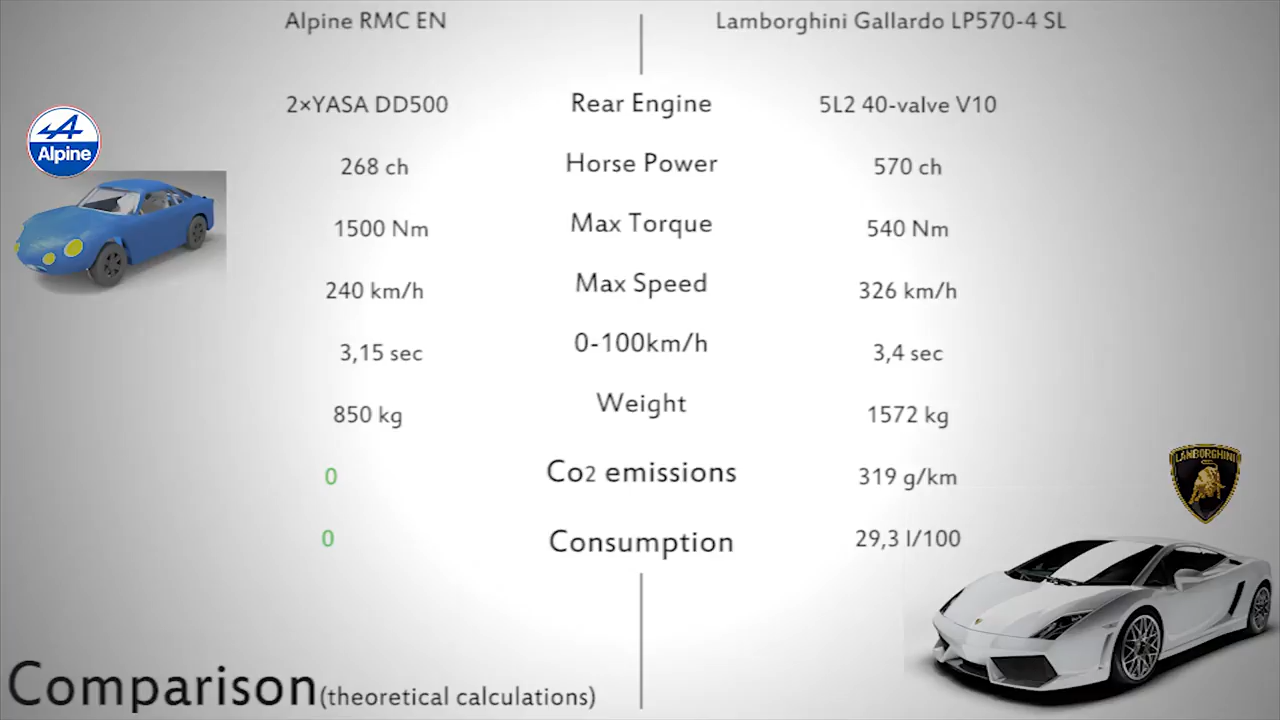 Alpine RMC EN
Lamborghini Gallardo LP570-4 SL
2×YASA DD500 Rear Engine 5L2 40-valve V10
Alpine
268 ch Horse Power 570 ch
1500 Nm Max Torque 540 Nm
240 km/h Max Speed 326 km/h
3,15 sec 0-100km/h 3,4 sec
850 kg Weight 1572 kg
0 Co2 emissions 319 g/km
LAMBORGHINI
0 Consumption 29,3 l/100
Comparison(theoretical calculations)